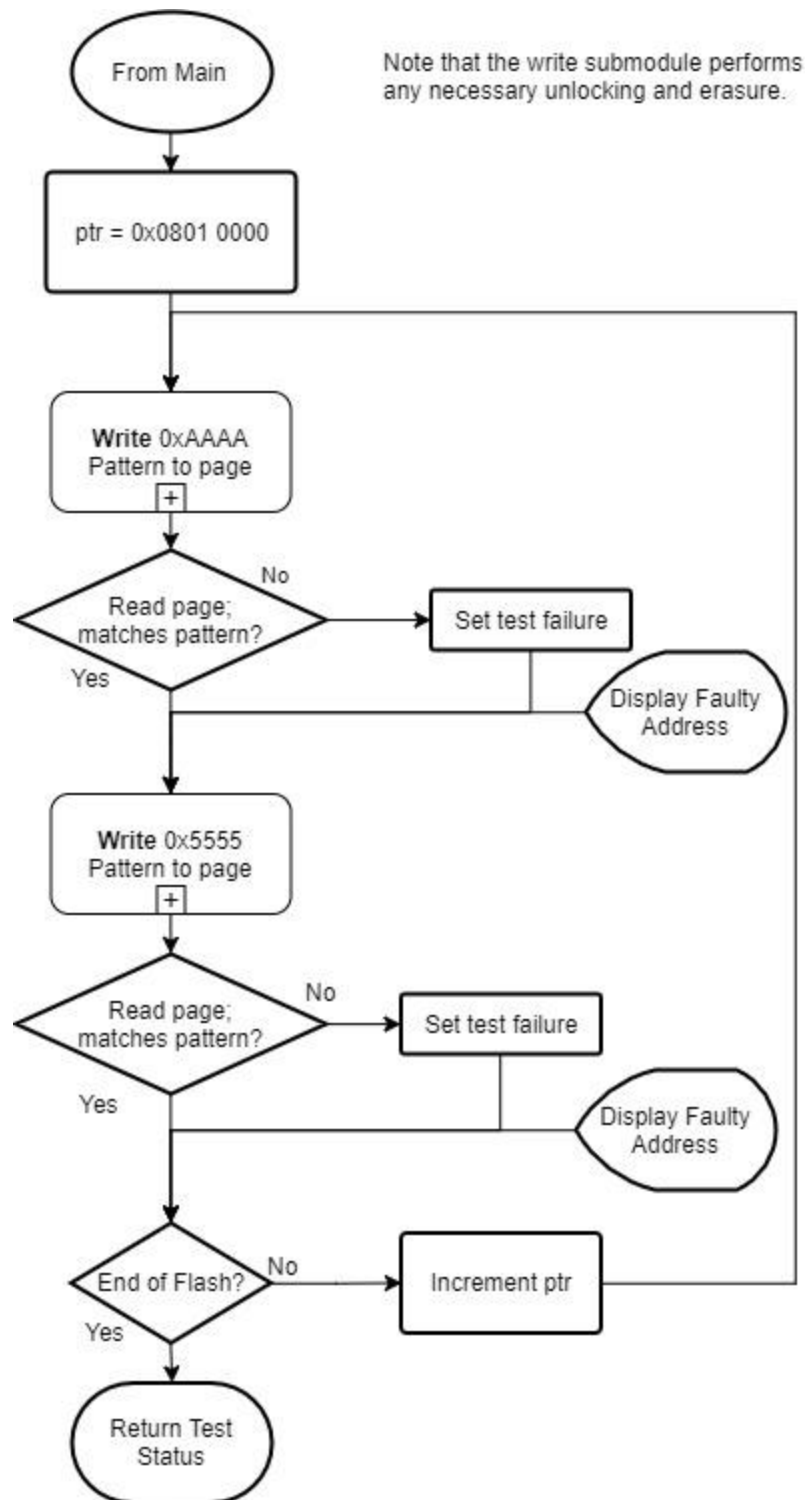 From Main
Note that the write submodule performs
any necessary unlocking and erasure.
ptr = 0x0801 0000
Write 0xAAAA
Pattern to page
+
No
Read page;
matches pattern?
Set test failure
Yes
Display Faulty
Address
Write 0x5555
Pattern to page
+
No
Read page;
matches pattern?
Set test failure
Yes
Display Faulty
Address
No
End of Flash?
Increment ptr
Yes
Return Test
Status